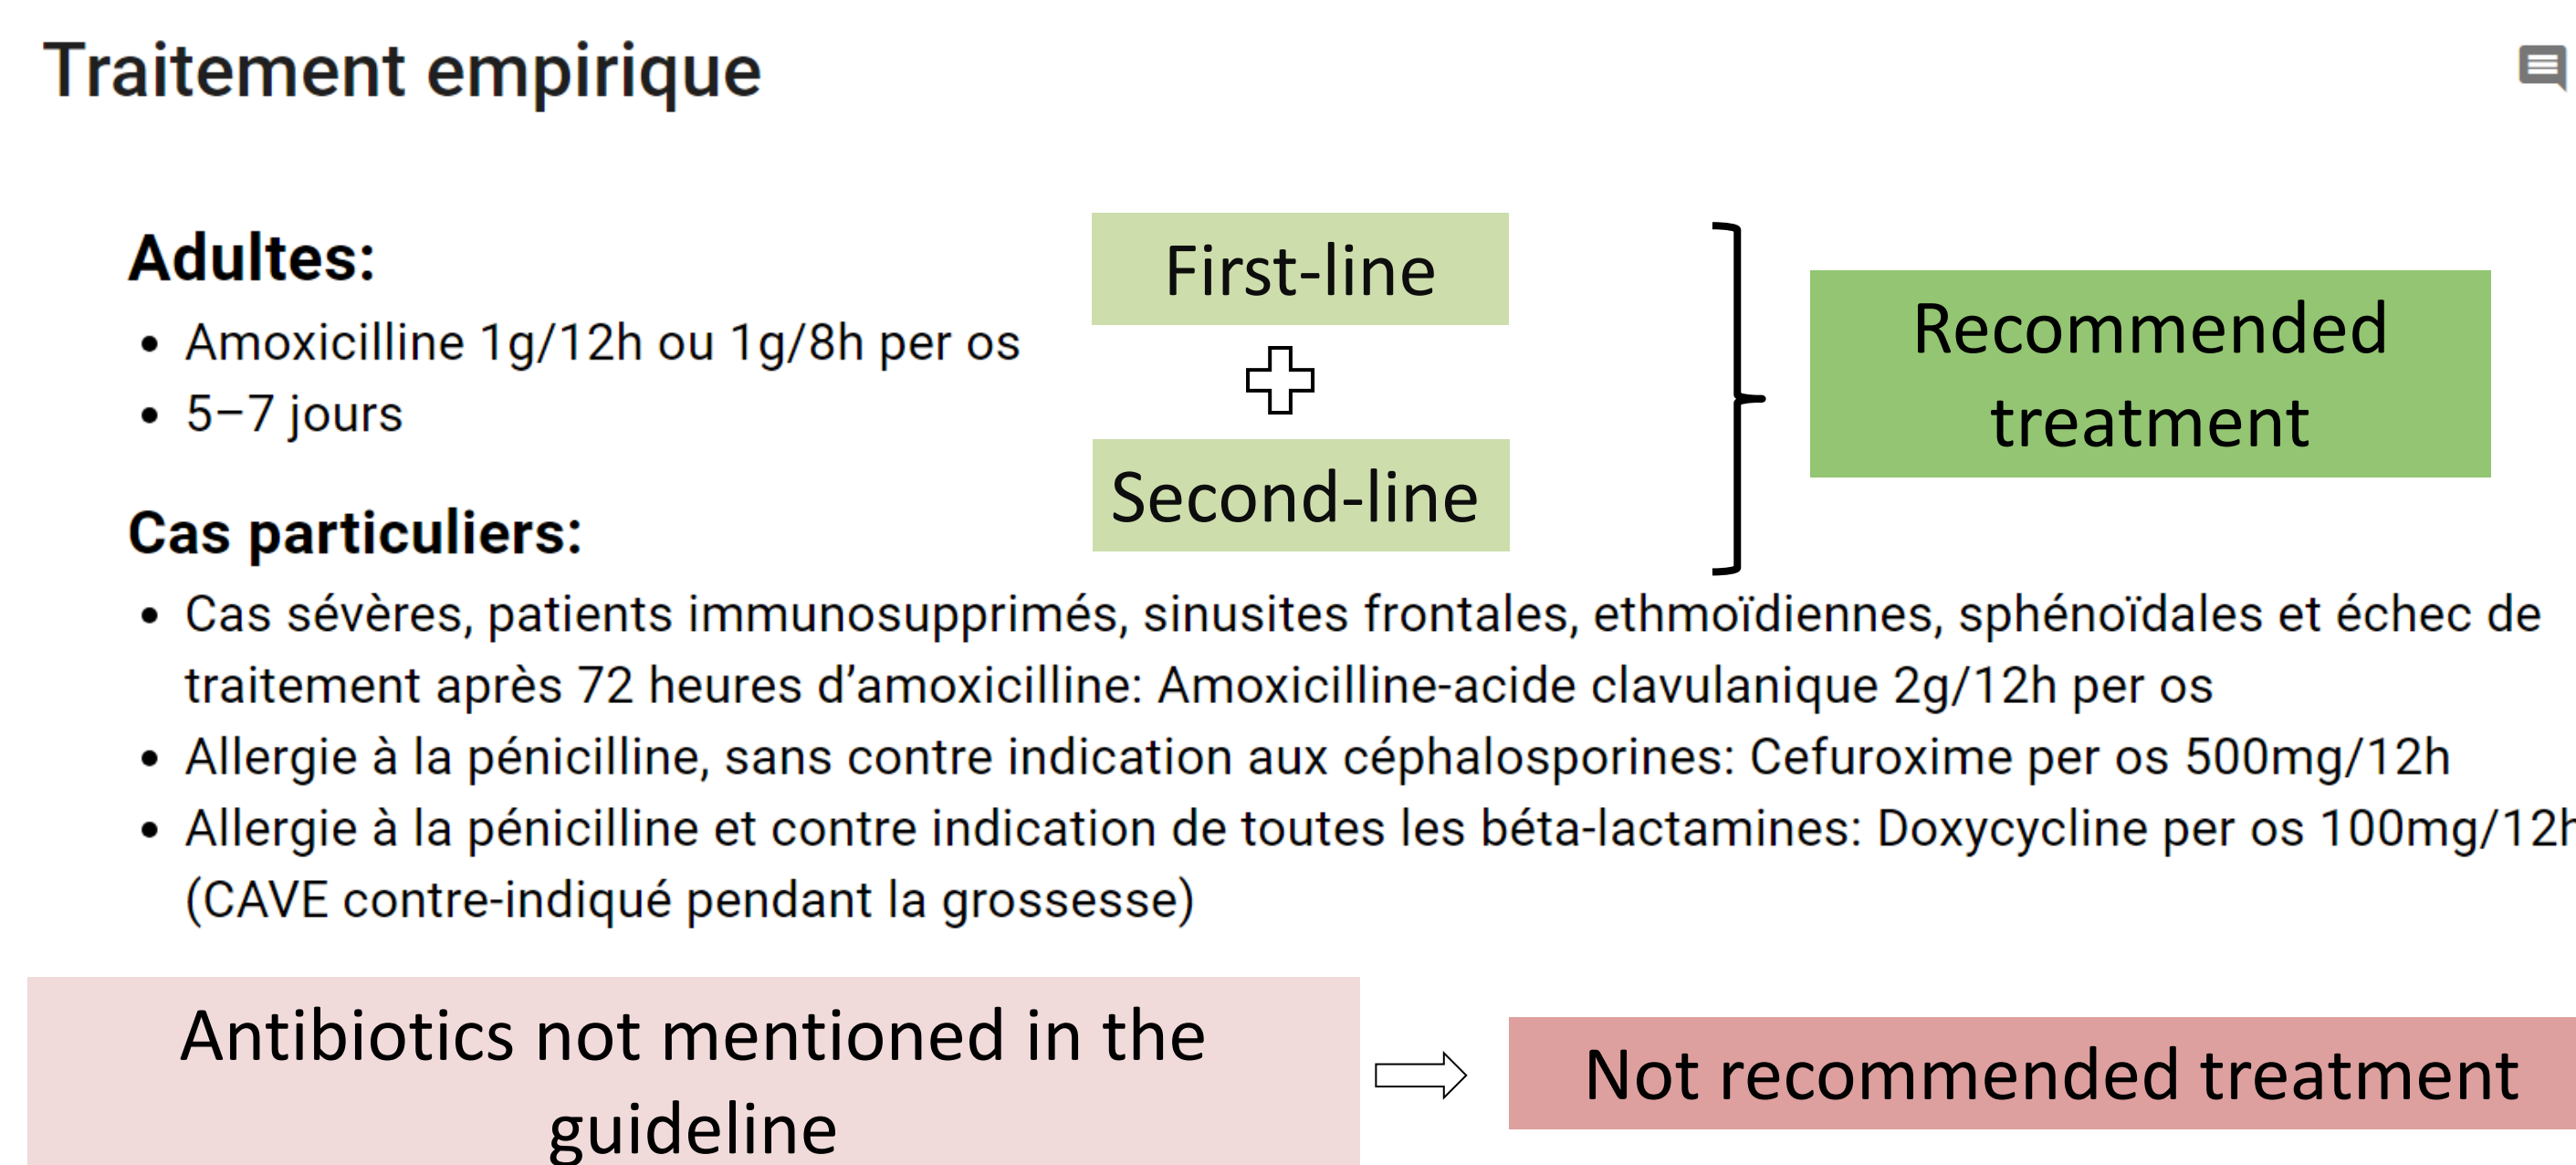 Traitement empirique
Adultes:
• Amoxicilline 1g/12h ou 1g/8h per os
• 5–7 jours
First-line
Second-line
Recommended
treatment
Cas particuliers:
• Cas sévères, patients immunosupprimés, sinusites frontales, ethmoïdiennes, sphénoïdales et échec de
traitement après 72 heures d’amoxicilline: Amoxicilline-acide clavulanique 2g/12h per os
• Allergie à la pénicilline, sans contre indication aux céphalosporines: Cefuroxime per os 500mg/12h
• Allergie à la pénicilline et contre indication de toutes les béta-lactamines: Doxycycline per os 100mg/12h
(CAVE contre-indiqué pendant la grossesse)
Antibiotics not mentioned in the
guideline
Not recommended treatment